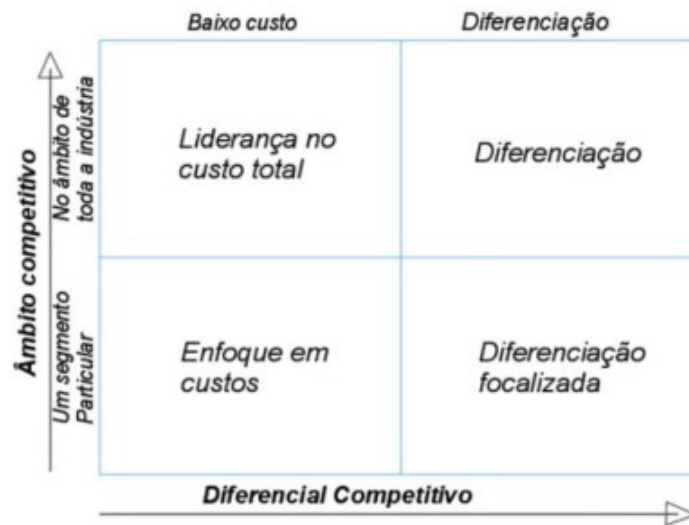 Baixo custo
Diferenciação
Âmbito competitivo
No âmbito de
toda a indústria
Liderança no
custo total
Diferenciação
Um segmento
Particular
Enfoque em
custos
Diferenciação
focalizada
Diferencial Competitivo